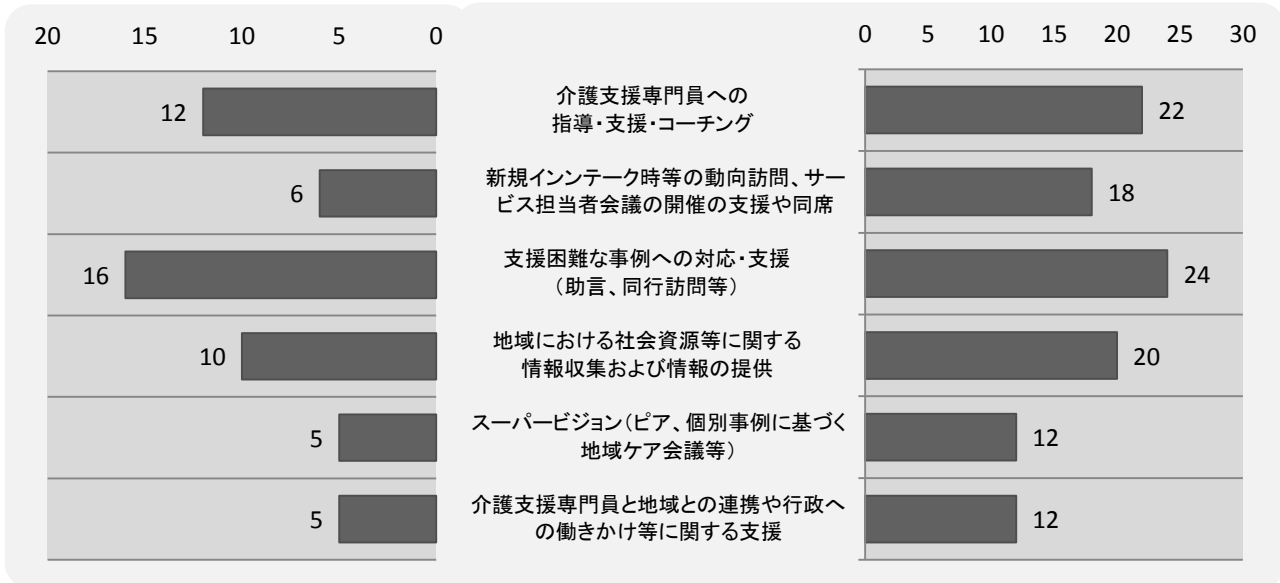 20 15 10 5 0
0 5 10 15 20 25 30
12
介護支援専門員への
指導・支援・コーチング
22
6
新規インンテーク時等の動向訪問、サー
ビス担当者会議の開催の支援や同席
18
16
支援困難な事例への対応・支援
（助言、同行訪問等）
24
10
地域における社会資源等に関する
情報収集および情報の提供
20
5
スーパービジョン（ピア、個別事例に基づく
地域ケア会議等）
12
5
介護支援専門員と地域との連携や行政へ
の働きかけ等に関する支援
12